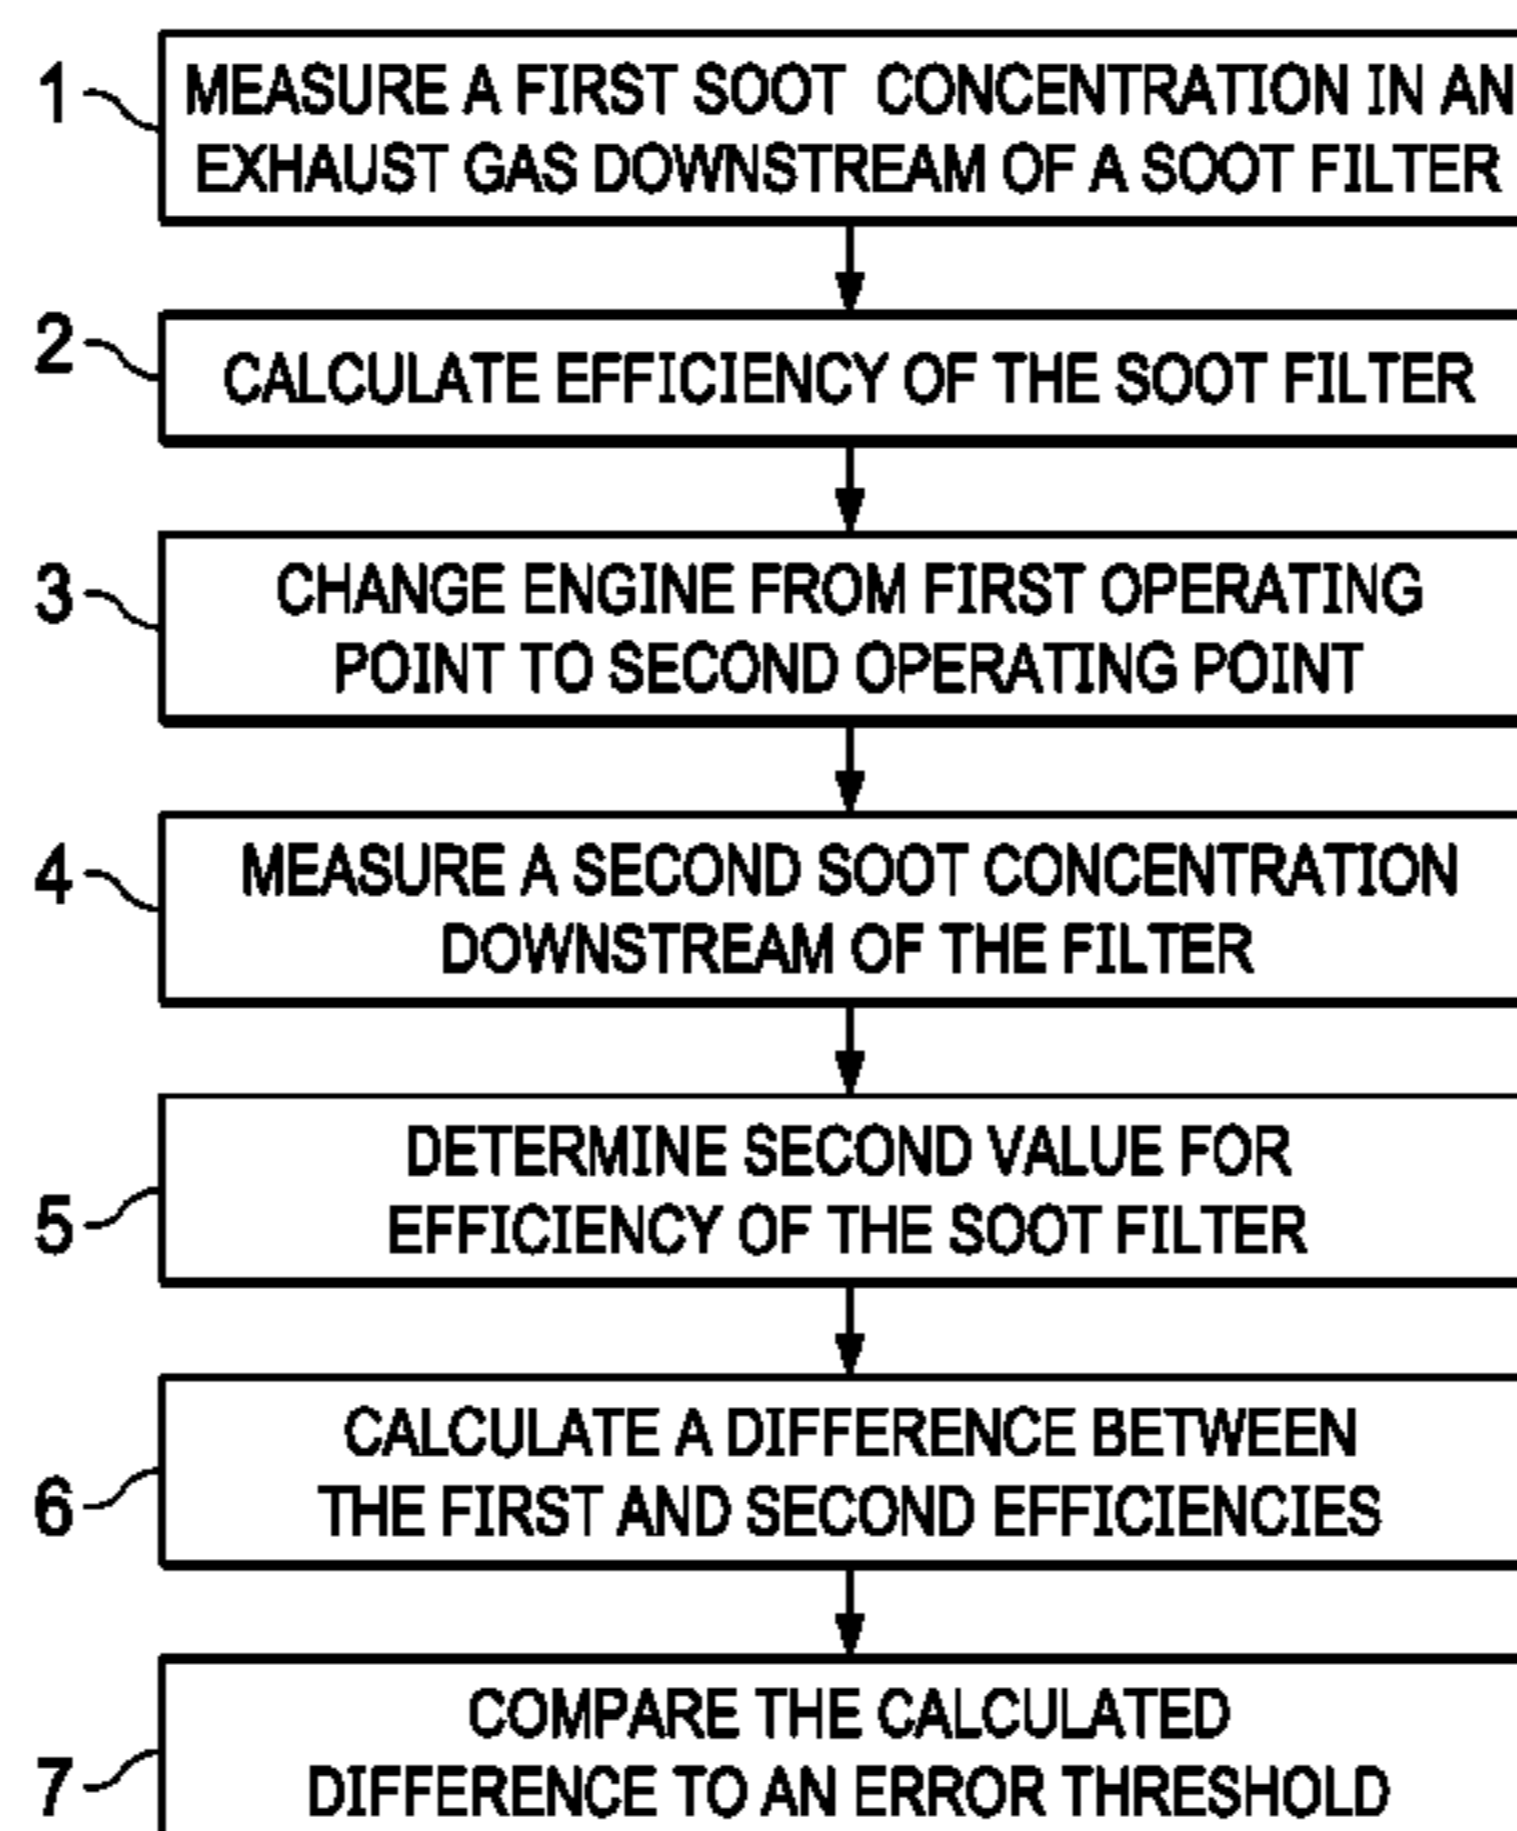 1
MEASURE A FIRST SOOT CONCENTRATION IN AN
EXHAUST GAS DOWNSTREAM OF A SOOT FILTER
2
CALCULATE EFFICIENCY OF THE SOOT FILTER
3
CHANGE ENGINE FROM FIRST OPERATING
POINT TO SECOND OPERATING POINT
4
MEASURE A SECOND SOOT CONCENTRATION
DOWNSTREAM OF THE FILTER
5
DETERMINE SECOND VALUE FOR
EFFICIENCY OF THE SOOT FILTER
6
CALCULATE A DIFFERENCE BETWEEN
THE FIRST AND SECOND EFFICIENCIES
7
COMPARE THE CALCULATED
DIFFERENCE TO AN ERROR THRESHOLD